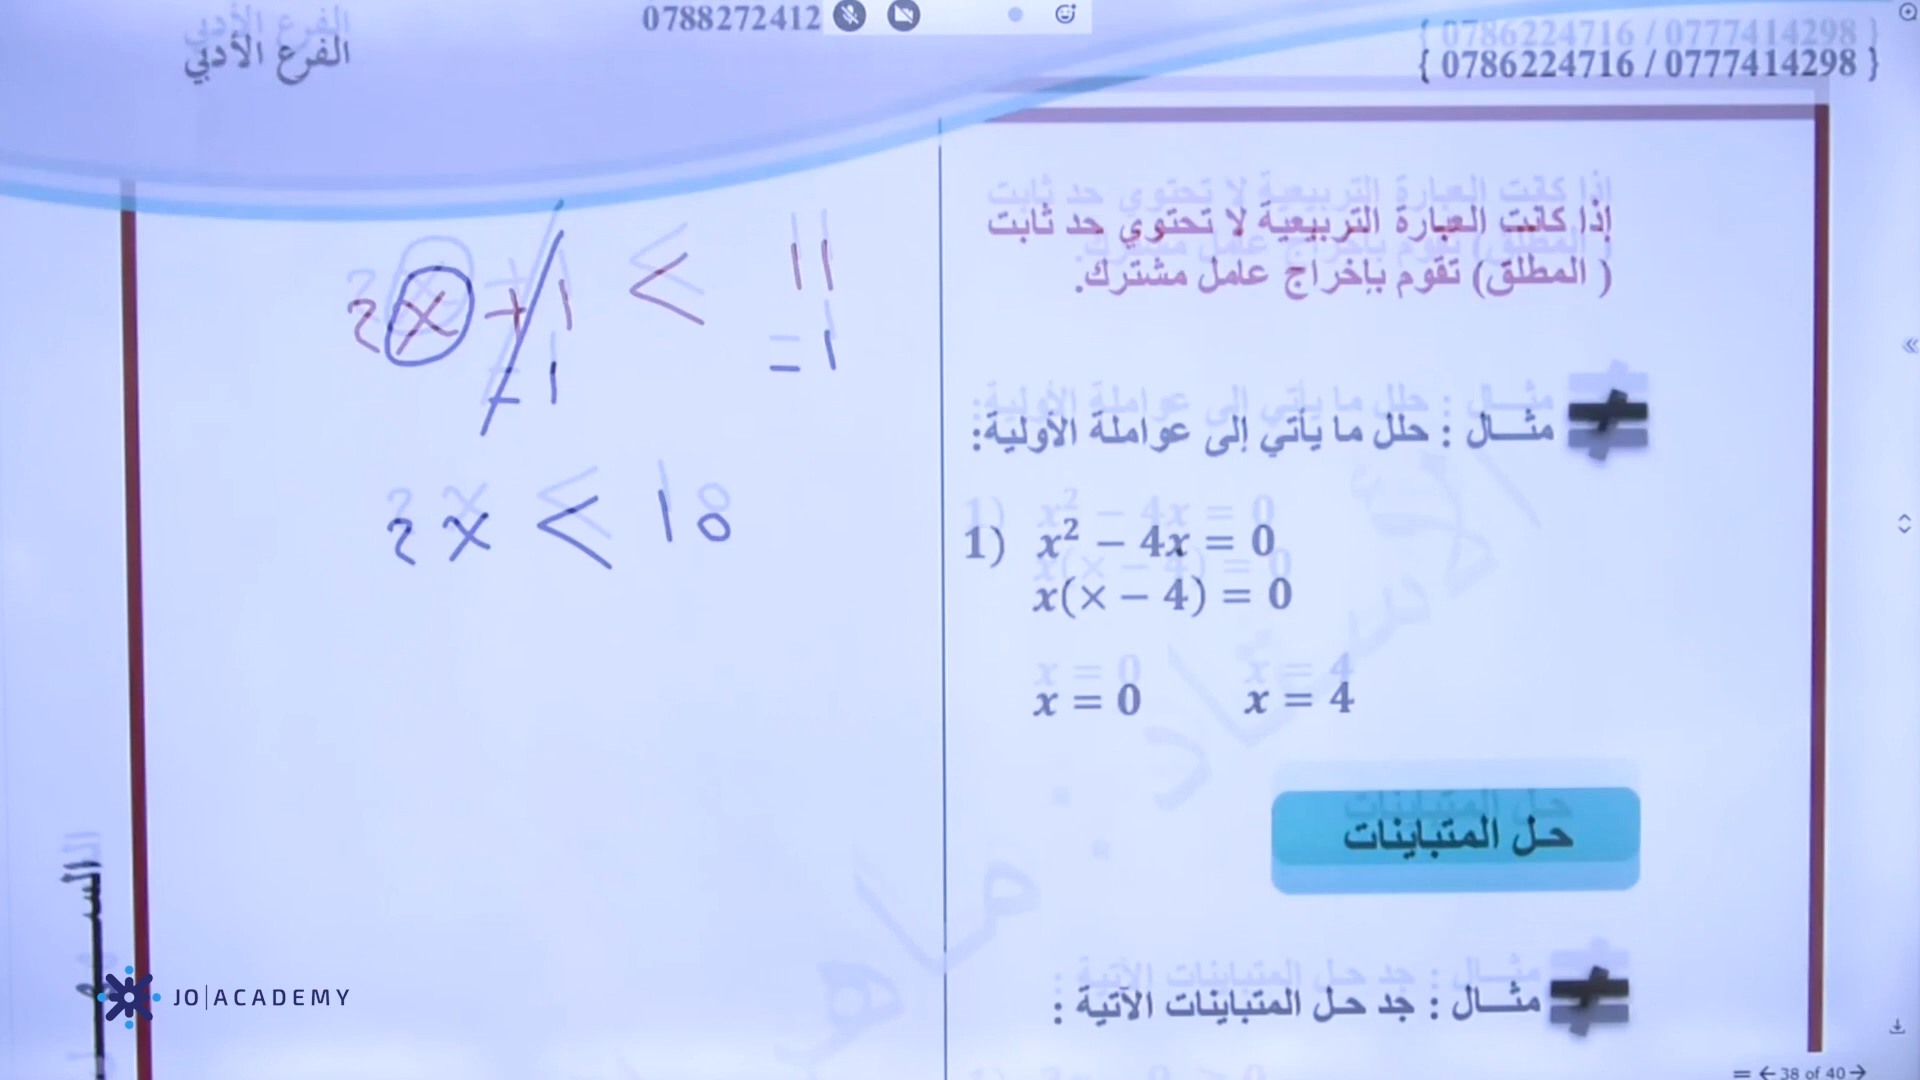 0788272412
الفرع الأدبي
{ 0786224716 / 0777414298 }
إذا كانت العبارة التربيعية لا تحتوي حد ثابت
( المطلق) تقوم بإخراج عامل مشترك.
مثـــال : حلل ما يأتي إلى عواملة الأولية:
1) x² − 4x = 0
x(× − 4) = 0
x = 0 x = 4
حـل المتباينات
مثـــال : جد حـل المتباينات الآتية :
2x + 1 < 11
- 1 - 1
2x < 10
JO|ACADEMY
38 of 40